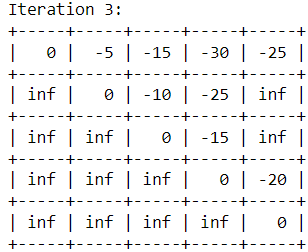 Iteration 3:
+-----+-----+-----+-----+-----+
|   0 |  -5 | -15 | -30 | -25 |
+-----+-----+-----+-----+-----+
| inf |   0 | -10 | -25 | inf |
+-----+-----+-----+-----+-----+
| inf | inf |   0 | -15 | inf |
+-----+-----+-----+-----+-----+
| inf | inf | inf |   0 | -20 |
+-----+-----+-----+-----+-----+
| inf | inf | inf | inf |   0 |
+-----+-----+-----+-----+-----+